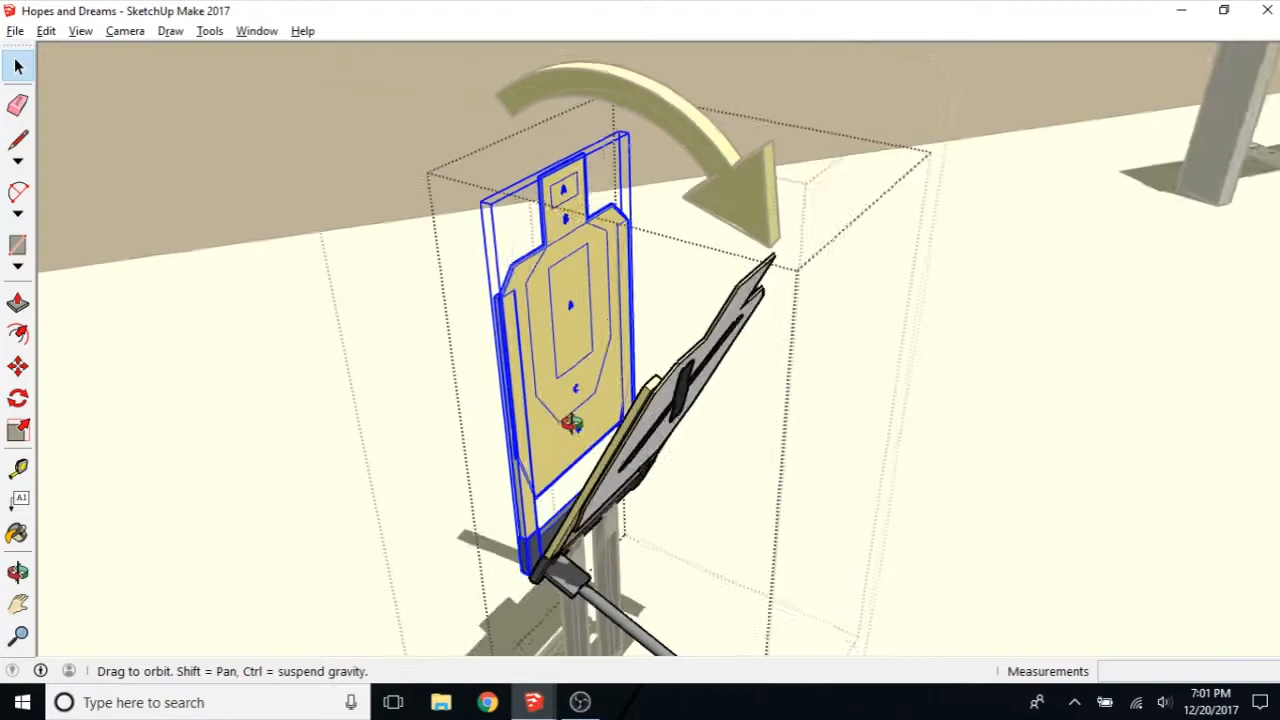 Hopes and Dreams - SketchUp Make 2017
File Edit View Camera Draw Tools Window Help
A
B
A
C
A1
Drag to orbit. Shift = Pan, Ctrl = suspend gravity.
Measurements
Type here to search
7:01 PM
12/20/2017